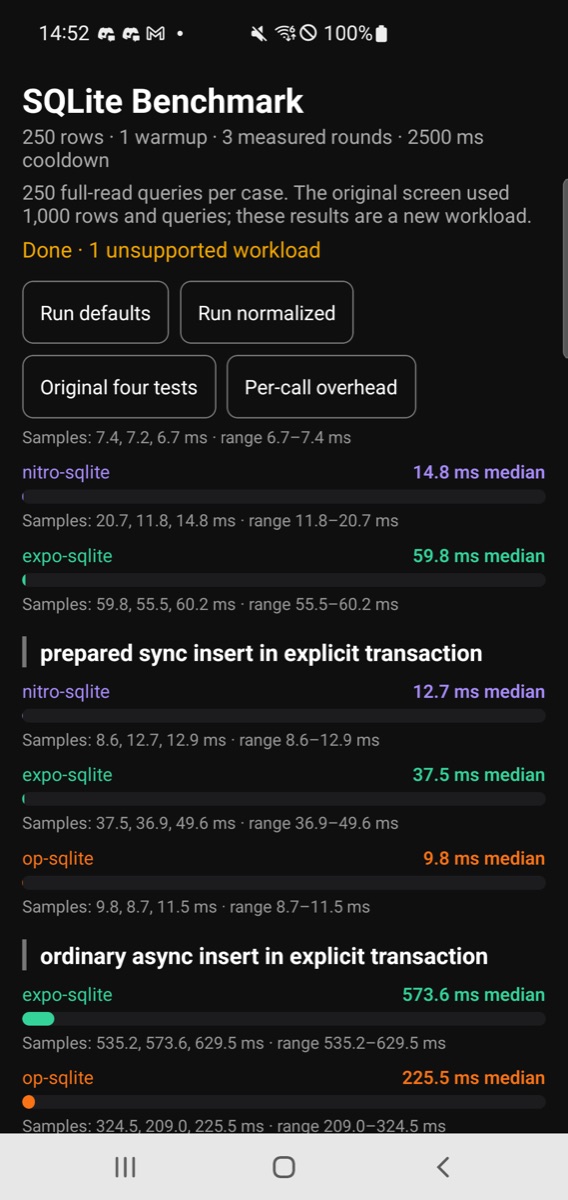 14:52 100%
SQLite Benchmark
250 rows · 1 warmup · 3 measured rounds · 2500 ms
cooldown
250 full-read queries per case. The original screen used
1,000 rows and queries; these results are a new workload.
Done · 1 unsupported workload
Run defaults Run normalized
Original four tests Per-call overhead
Samples: 7.4, 7.2, 6.7 ms · range 6.7–7.4 ms
nitro-sqlite 14.8 ms median
Samples: 20.7, 11.8, 14.8 ms · range 11.8–20.7 ms
expo-sqlite 59.8 ms median
Samples: 59.8, 55.5, 60.2 ms · range 55.5–60.2 ms
prepared sync insert in explicit transaction
nitro-sqlite 12.7 ms median
Samples: 8.6, 12.7, 12.9 ms · range 8.6–12.9 ms
expo-sqlite 37.5 ms median
Samples: 37.5, 36.9, 49.6 ms · range 36.9–49.6 ms
op-sqlite 9.8 ms median
Samples: 9.8, 8.7, 11.5 ms · range 8.7–11.5 ms
ordinary async insert in explicit transaction
expo-sqlite 573.6 ms median
Samples: 535.2, 573.6, 629.5 ms · range 535.2–629.5 ms
op-sqlite 225.5 ms median
Samples: 324.5, 209.0, 225.5 ms · range 209.0–324.5 ms